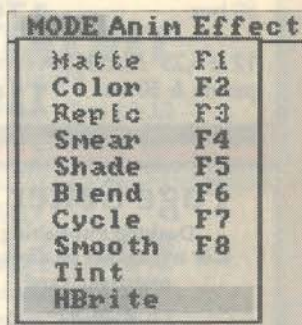 MODE Anim Effect
Matte F1
Color F2
Replc F3
Smear F4
Shade F5
Blend F6
Cycle F7
Smooth F8
Tint
HBrite